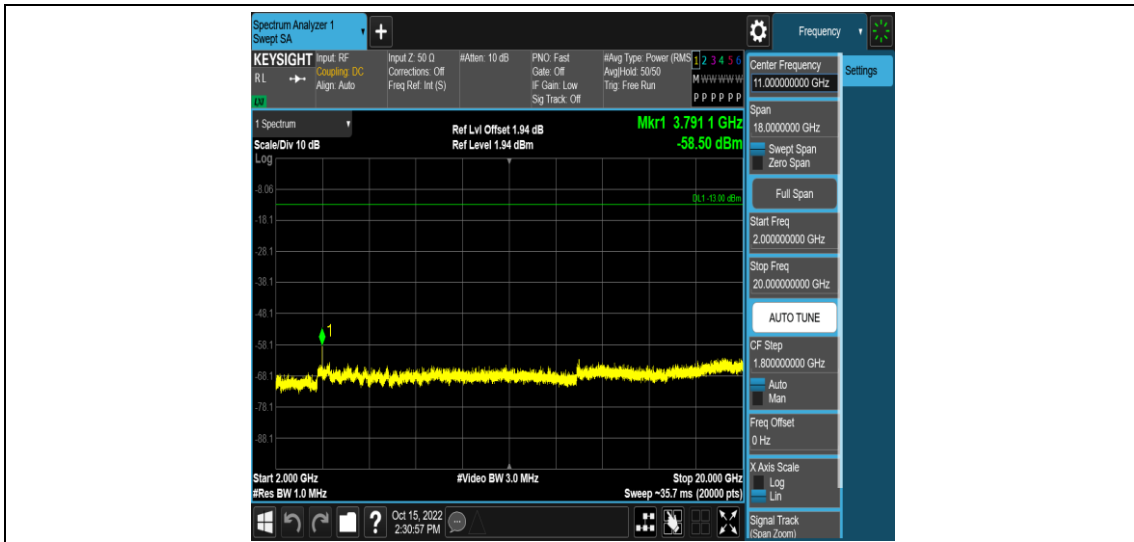 Spectrum Analyzer 1
Swept SA
Frequency
KEYSIGHT
RL
LXI
Input: RF
Coupling: DC
Align: Auto
Input Z: 50 Ω
Corrections: Off
Freq Ref: Int (S)
#Atten: 10 dB
PNO: Fast
Gate: Off
IF Gain: Low
Sig Track: Off
#Avg Type: Power (RMS
Avg|Hold: 50/50
Trig: Free Run
1 2 3 4 5 6
M W W W W W
P P P P P P
1 Spectrum
Scale/Div 10 dB
Log
Ref Lvl Offset 1.94 dB
Ref Level 1.94 dBm
Mkr1 3.791 1 GHz
-58.50 dBm
-8.06
DL1 -13.00 dBm
-18.1
-28.1
-38.1
-48.1
1
-58.1
-68.1
-78.1
-88.1
Start 2.000 GHz
#Res BW 1.0 MHz
#Video BW 3.0 MHz
Stop 20.000 GHz
Sweep ~35.7 ms (20000 pts)
Oct 15, 2022
2:30:57 PM
Center Frequency
11.000000000 GHz
Settings
Span
18.0000000 GHz
Swept Span
Zero Span
Full Span
Start Freq
2.000000000 GHz
Stop Freq
20.000000000 GHz
AUTO TUNE
CF Step
1.800000000 GHz
Auto
Man
Freq Offset
0 Hz
X Axis Scale
Log
Lin
Signal Track
(Span Zoom)